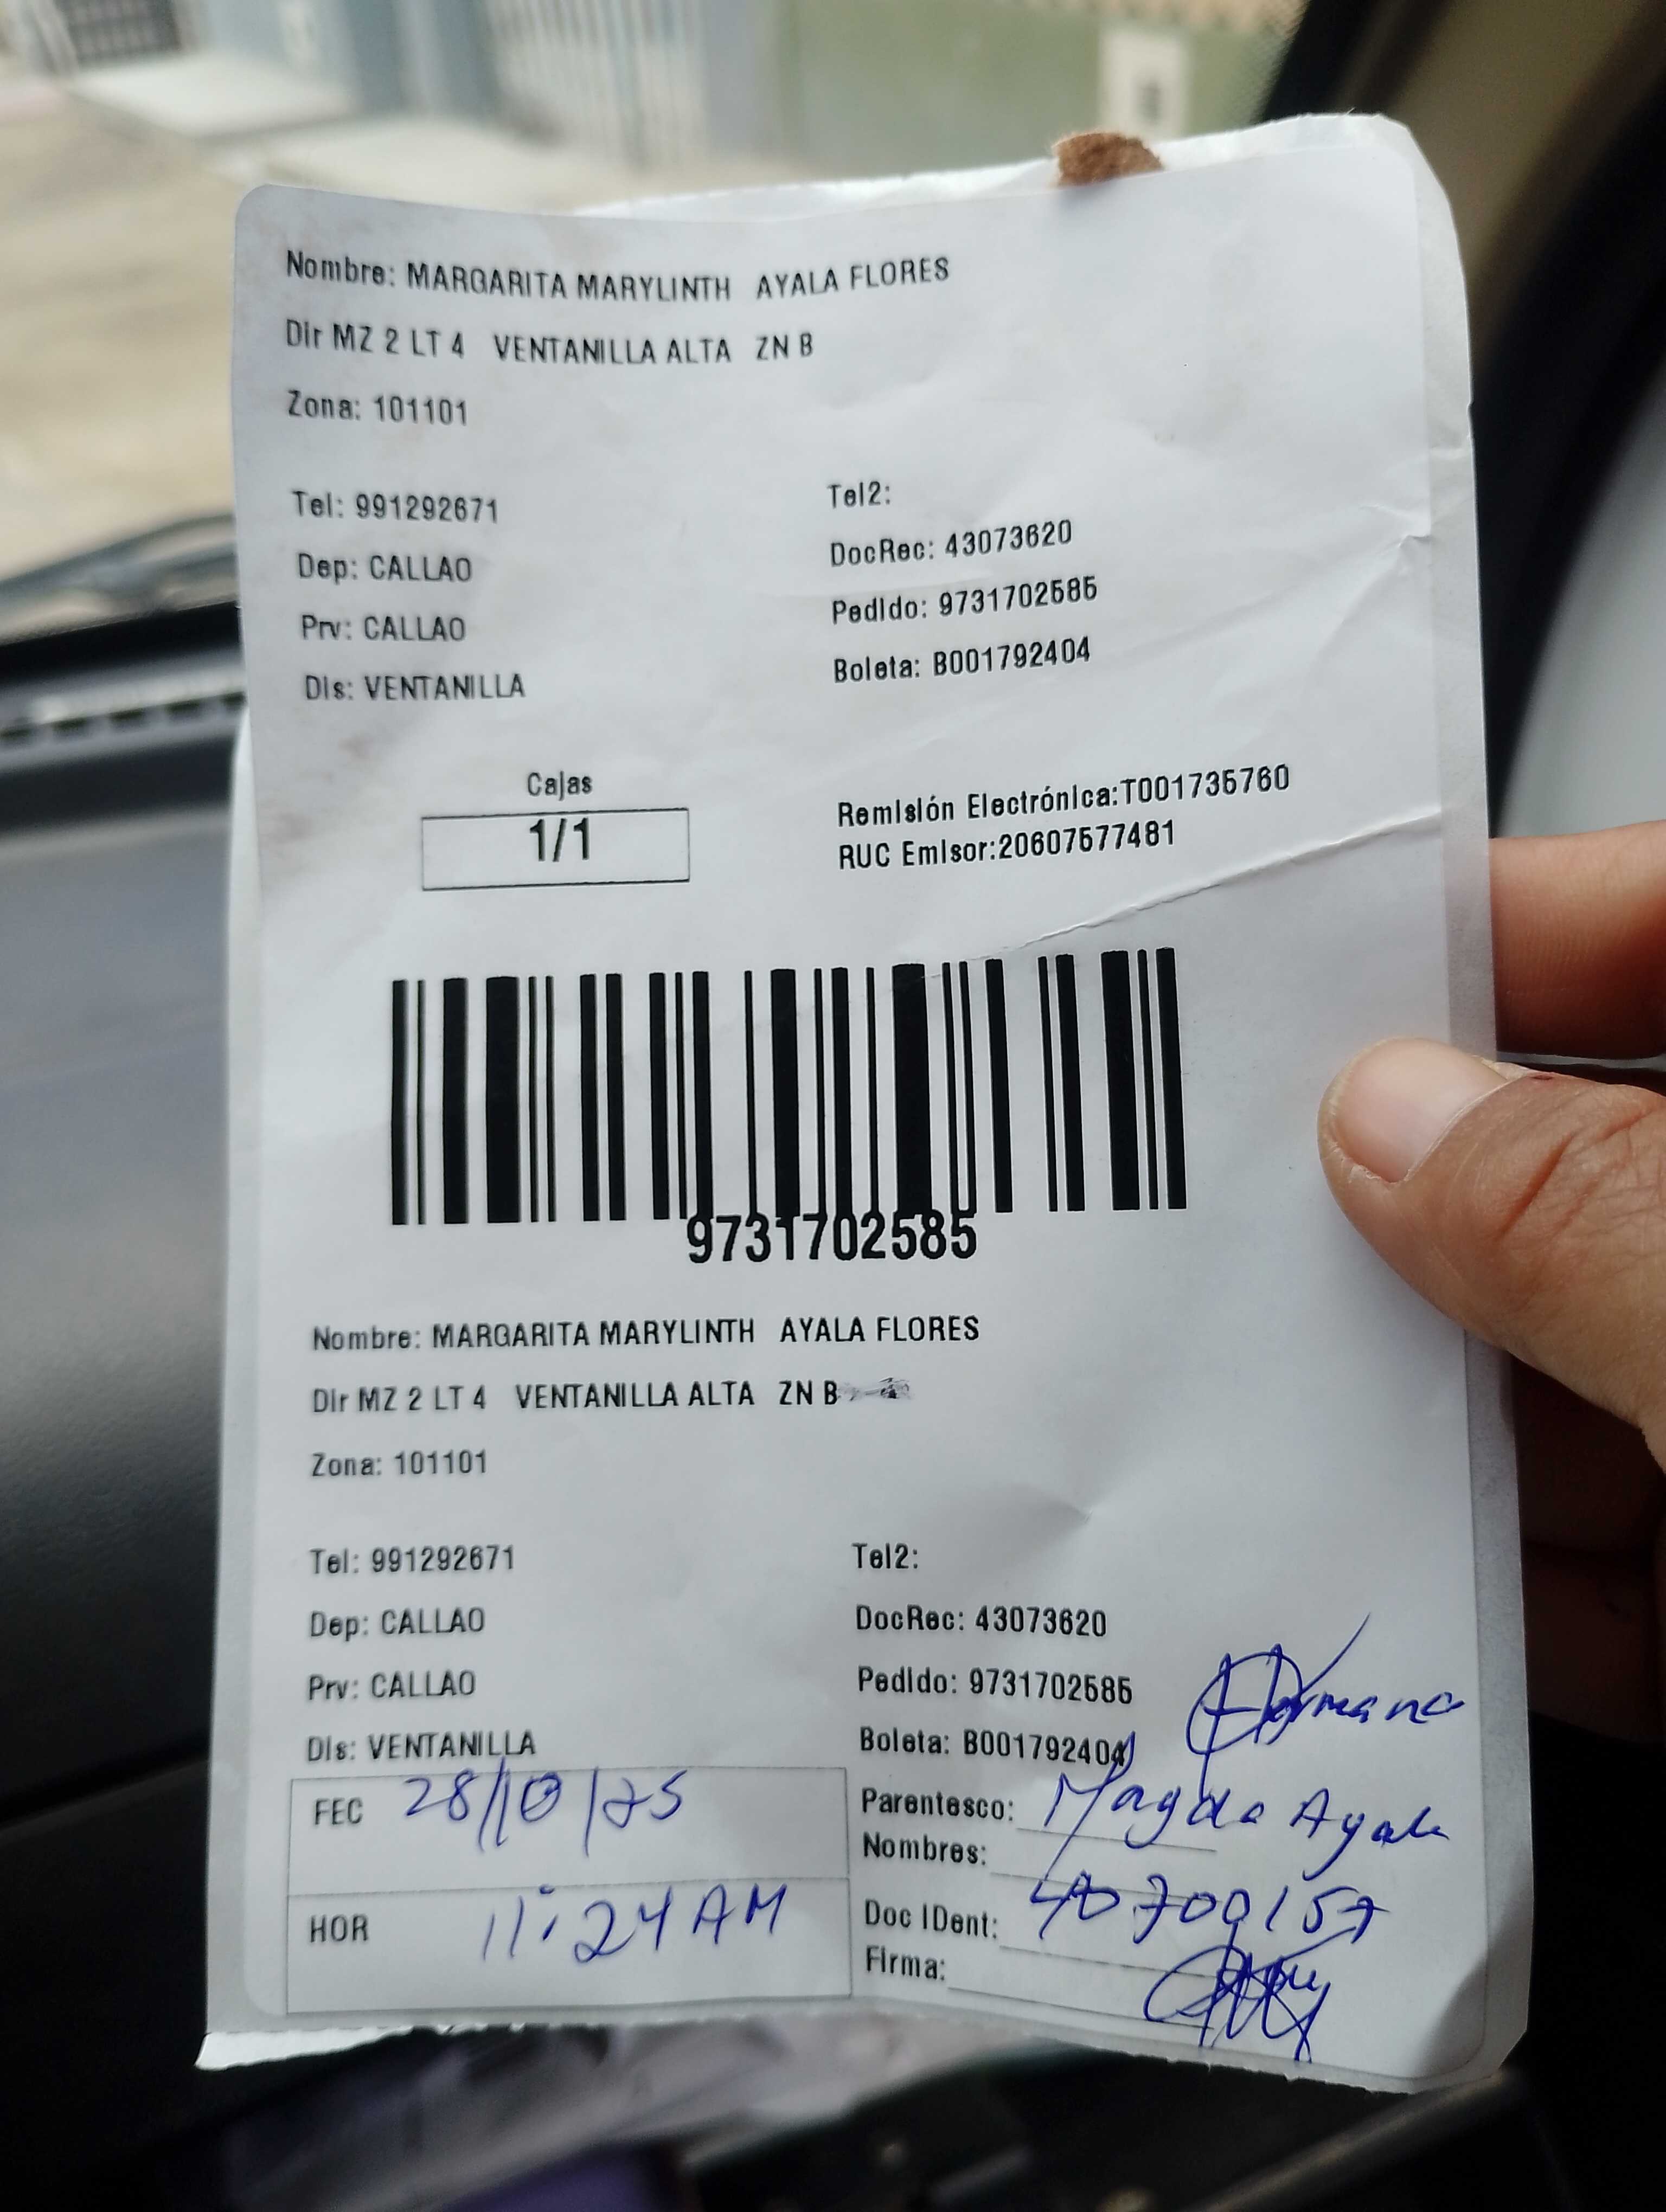 Nombre: MARGARITA MARYLINTH AYALA FLORES
Dir MZ 2 LT 4 VENTANILLA ALTA ZN B
Zona: 101101
Tel: 991292671
Tel2:
Dep: CALLAO
DocRec: 43073620
Prv: CALLAO
Pedido: 9731702585
Dis: VENTANILLA
Boleta: B001792404
Cajas
1/1
Remisión Electrónica:T001735760
RUC Emisor:20607577481
9731702585
Nombre: MARGARITA MARYLINTH AYALA FLORES
Dir MZ 2 LT 4 VENTANILLA ALTA ZN B
Zona: 101101
Tel: 991292671
Tel2:
Dep: CALLAO
DocRec: 43073620
Prv: CALLAO
Pedido: 9731702585
Dis: VENTANILLA
Boleta: B001792404
Hermana
FEC 28/10/25
Parentesco: Magda Ayala
Nombres:
HOR 11:24 AM
Doc IDent: 40700157
Firma: